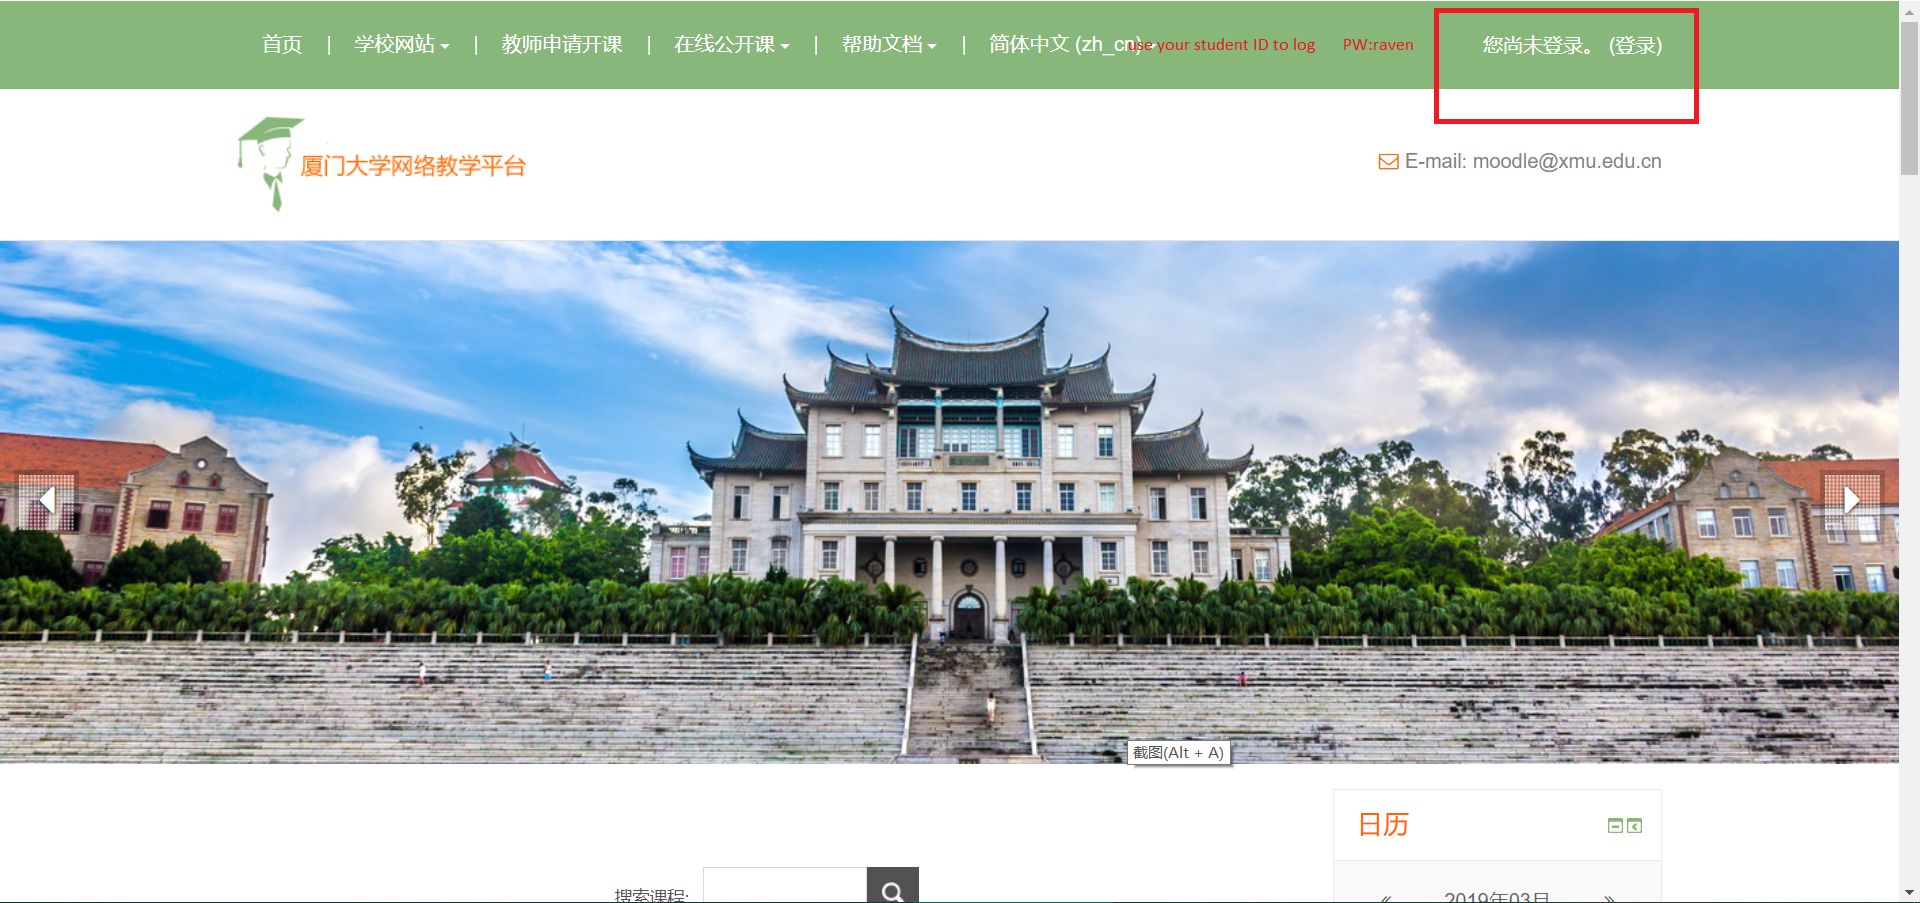 首页 | 学校网站 | 教师申请开课 | 在线公开课 | 帮助文档 | 简体中文 (zh_cn) use your student ID to log PW:raven 您尚未登录。 (登录)
厦门大学网络教学平台
E-mail: moodle@xmu.edu.cn
截图(Alt + A)
日历
搜索课程:
« 2019年03月 »